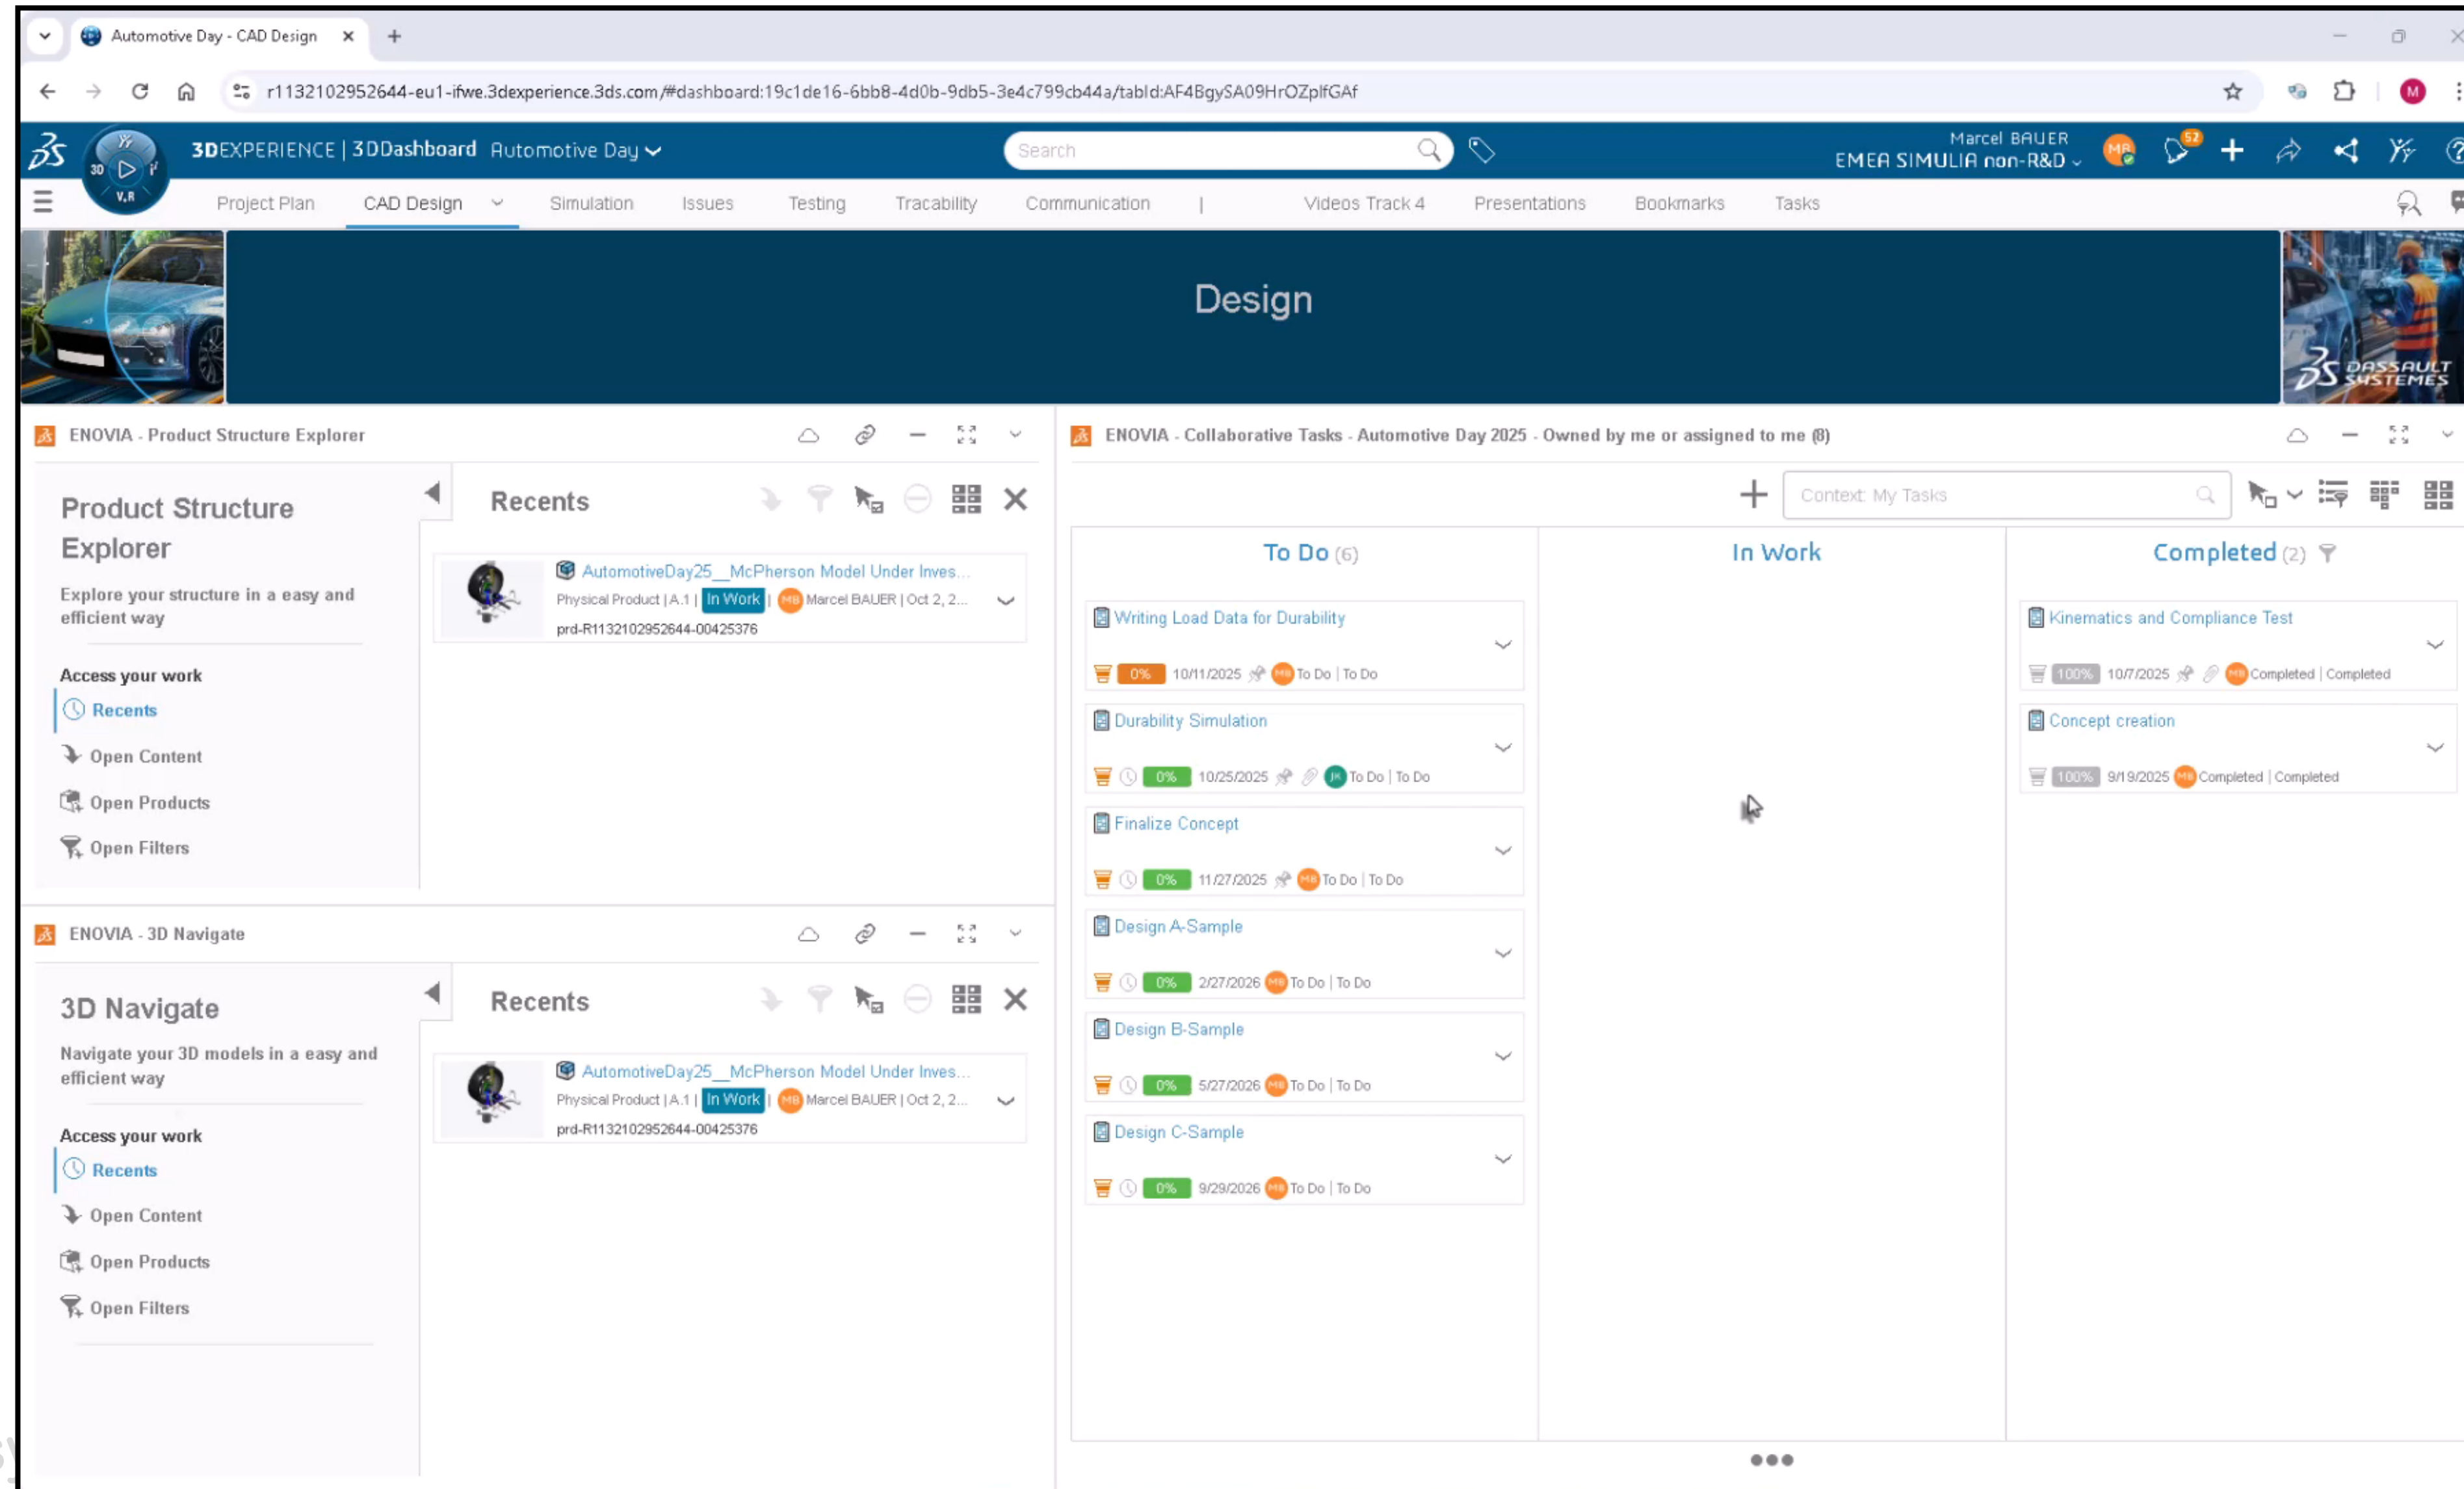 Automotive Day - CAD Design
r1132102952644-eu1-ifwe.3dexperience.3ds.com/#dashboard:19c1de16-6bb8-4d0b-9db5-3e4c799cb44a/tabId:AF4BgySA09HrOZplfGAf
M
3DEXPERIENCE | 3DDashboard Automotive Day
Search
Marcel BAUER
EMEA SIMULIA non-R&D
MB
52
3D
V.R
Project Plan CAD Design Simulation Issues Testing Tracability Communication | Videos Track 4 Presentations Bookmarks Tasks
Design
DASSAULT
SYSTEMES
ENOVIA - Product Structure Explorer
Product Structure
Explorer
Explore your structure in a easy and
efficient way
Access your work
Recents
Open Content
Open Products
Open Filters
Recents
AutomotiveDay25__McPherson Model Under Inves...
Physical Product | A.1 | In Work | MB Marcel BAUER | Oct 2, 2...
prd-R1132102952644-00425376
ENOVIA - 3D Navigate
3D Navigate
Navigate your 3D models in a easy and
efficient way
Access your work
Recents
Open Content
Open Products
Open Filters
Recents
AutomotiveDay25__McPherson Model Under Inves...
Physical Product | A.1 | In Work | MB Marcel BAUER | Oct 2, 2...
prd-R1132102952644-00425376
ENOVIA - Collaborative Tasks - Automotive Day 2025 - Owned by me or assigned to me (8)
Context: My Tasks
To Do (6)
Writing Load Data for Durability
0% 10/11/2025 MB To Do | To Do
Durability Simulation
0% 10/25/2025 JK To Do | To Do
Finalize Concept
0% 11/27/2025 MB To Do | To Do
Design A-Sample
0% 2/27/2026 MB To Do | To Do
Design B-Sample
0% 5/27/2026 MB To Do | To Do
Design C-Sample
0% 9/29/2026 MB To Do | To Do
In Work
Completed (2)
Kinematics and Compliance Test
100% 10/7/2025 MB Completed | Completed
Concept creation
100% 9/19/2025 MB Completed | Completed